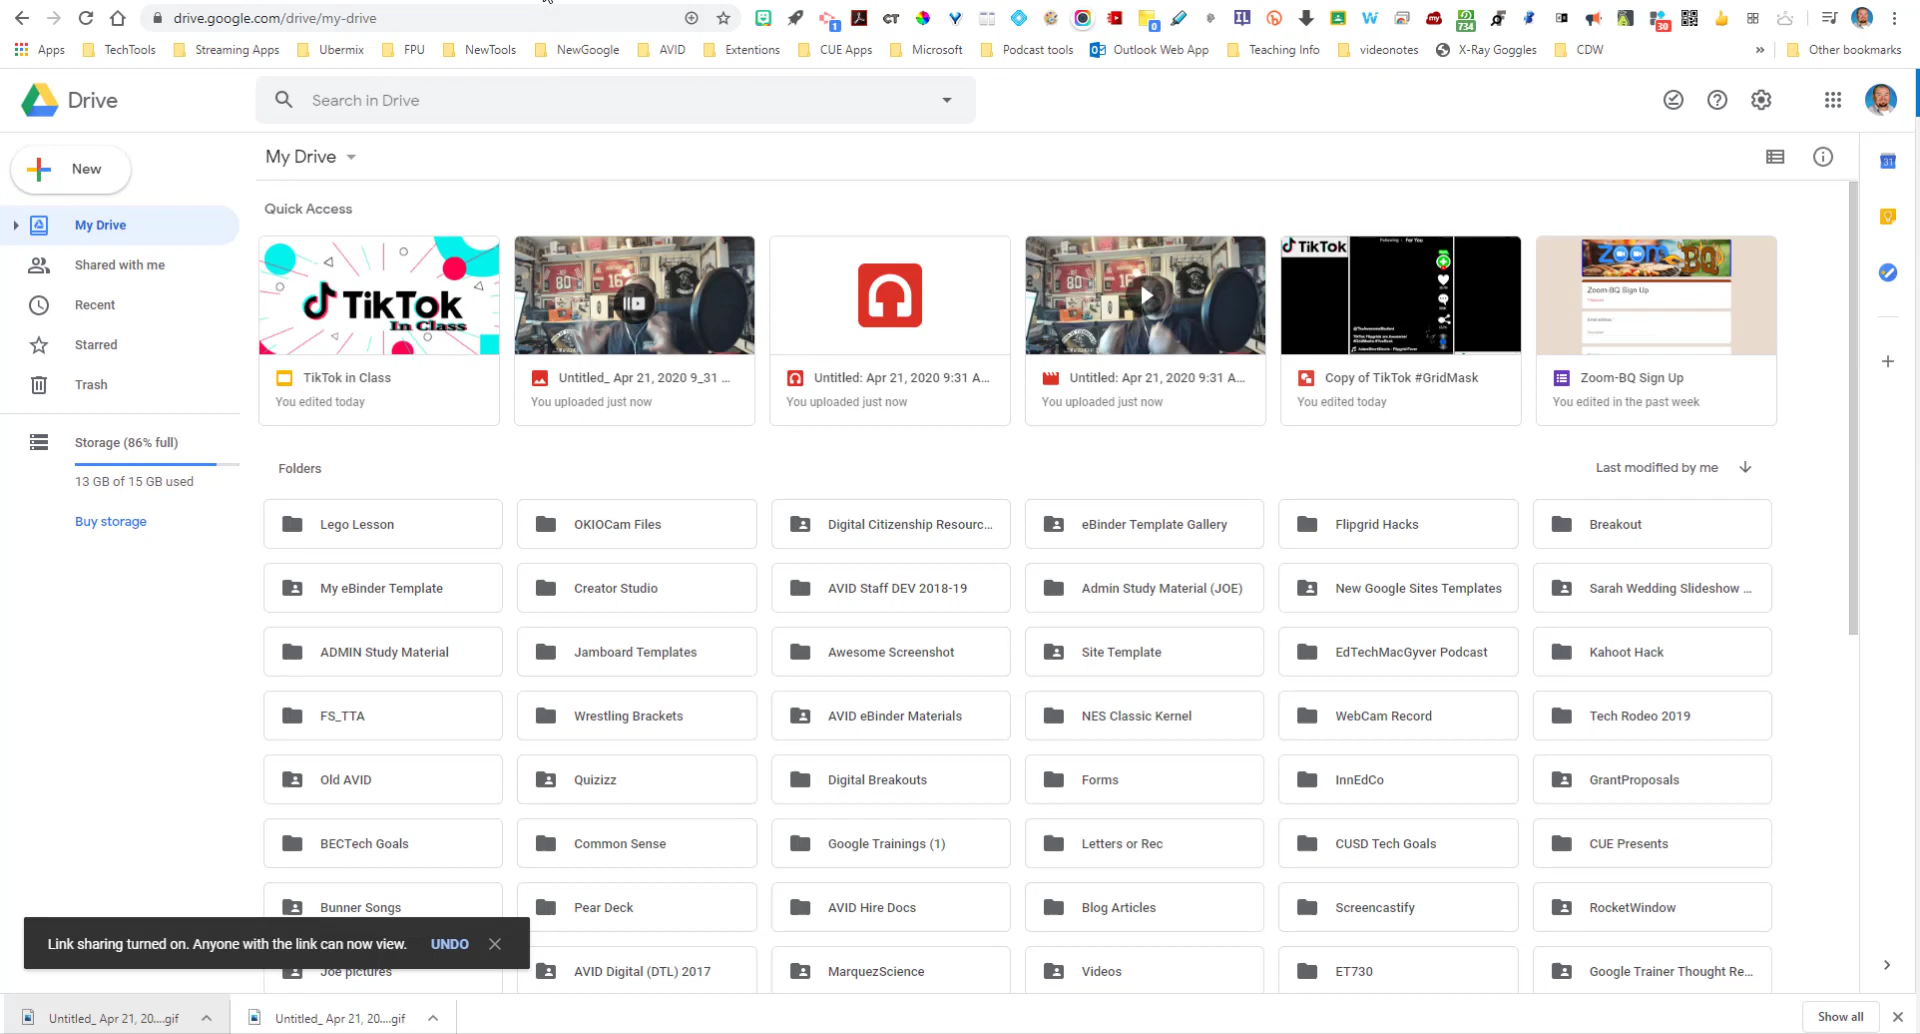 drive.google.com/drive/my-drive
Apps TechTools Streaming Apps Ubermix FPU NewTools NewGoogle AVID Extentions CUE Apps Microsoft Podcast tools Outlook Web App Teaching Info videonotes X-Ray Goggles CDW » Other bookmarks
Drive
Search in Drive
New
My Drive
Shared with me
Recent
Starred
Trash
Storage (86% full)
13 GB of 15 GB used
Buy storage
My Drive
Quick Access
TikTok
In Class
TikTok in Class
You edited today
Untitled_ Apr 21, 2020 9_31 ...
You uploaded just now
Untitled: Apr 21, 2020 9:31 A...
You uploaded just now
Untitled: Apr 21, 2020 9:31 A...
You uploaded just now
TikTok
Following For You
Copy of TikTok #GridMask
You edited today
Zoom BQ
Zoom-BQ Sign Up
Zoom-BQ Sign Up
You edited in the past week
Folders
Last modified by me
Lego Lesson
OKIOCam Files
Digital Citizenship Resourc...
eBinder Template Gallery
Flipgrid Hacks
Breakout
My eBinder Template
Creator Studio
AVID Staff DEV 2018-19
Admin Study Material (JOE)
New Google Sites Templates
Sarah Wedding Slideshow ...
ADMIN Study Material
Jamboard Templates
Awesome Screenshot
Site Template
EdTechMacGyver Podcast
Kahoot Hack
FS_TTA
Wrestling Brackets
AVID eBinder Materials
NES Classic Kernel
WebCam Record
Tech Rodeo 2019
Old AVID
Quizizz
Digital Breakouts
Forms
InnEdCo
GrantProposals
BECTech Goals
Common Sense
Google Trainings (1)
Letters or Rec
CUSD Tech Goals
CUE Presents
Bunner Songs
Pear Deck
AVID Hire Docs
Blog Articles
Screencastify
RocketWindow
Joe pictures
AVID Digital (DTL) 2017
MarquezScience
Videos
ET730
Google Trainer Thought Re...
Link sharing turned on. Anyone with the link can now view. UNDO
Untitled_ Apr 21, 20....gif
Untitled_ Apr 21, 20....gif
Show all